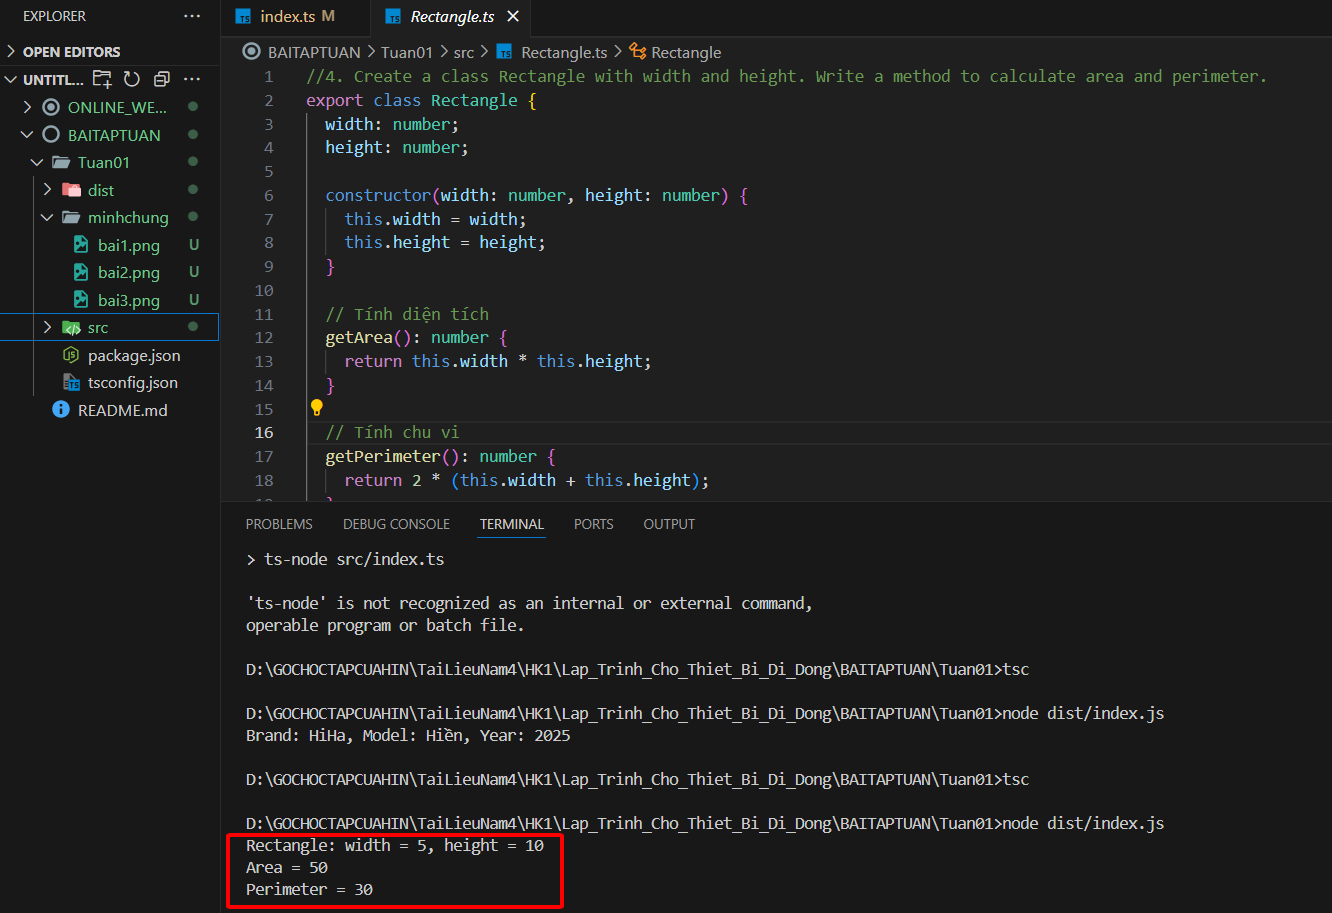 EXPLORER
···
OPEN EDITORS
UNTITL...
···
ONLINE_WE...
BAITAPTUAN
Tuan01
dist
minhchung
bai1.png U
bai2.png U
bai3.png U
src
package.json
tsconfig.json
README.md
index.ts M
Rectangle.ts
BAITAPTUAN > Tuan01 > src > Rectangle.ts > Rectangle
1 //4. Create a class Rectangle with width and height. Write a method to calculate area and perimeter.
2 export class Rectangle {
3 width: number;
4 height: number;
5
6 constructor(width: number, height: number) {
7 this.width = width;
8 this.height = height;
9 }
10
11 // Tính diện tích
12 getArea(): number {
13 return this.width * this.height;
14 }
15
16 // Tính chu vi
17 getPerimeter(): number {
18 return 2 * (this.width + this.height);
PROBLEMS DEBUG CONSOLE TERMINAL PORTS OUTPUT
> ts-node src/index.ts
'ts-node' is not recognized as an internal or external command,
operable program or batch file.
D:\GOCHOCTAPCUAHIN\TaiLieuNam4\HK1\Lap_Trinh_Cho_Thiet_Bi_Di_Dong\BAITAPTUAN\Tuan01>tsc
D:\GOCHOCTAPCUAHIN\TaiLieuNam4\HK1\Lap_Trinh_Cho_Thiet_Bi_Di_Dong\BAITAPTUAN\Tuan01>node dist/index.js
Brand: HiHa, Model: Hiền, Year: 2025
D:\GOCHOCTAPCUAHIN\TaiLieuNam4\HK1\Lap_Trinh_Cho_Thiet_Bi_Di_Dong\BAITAPTUAN\Tuan01>tsc
D:\GOCHOCTAPCUAHIN\TaiLieuNam4\HK1\Lap_Trinh_Cho_Thiet_Bi_Di_Dong\BAITAPTUAN\Tuan01>node dist/index.js
Rectangle: width = 5, height = 10
Area = 50
Perimeter = 30